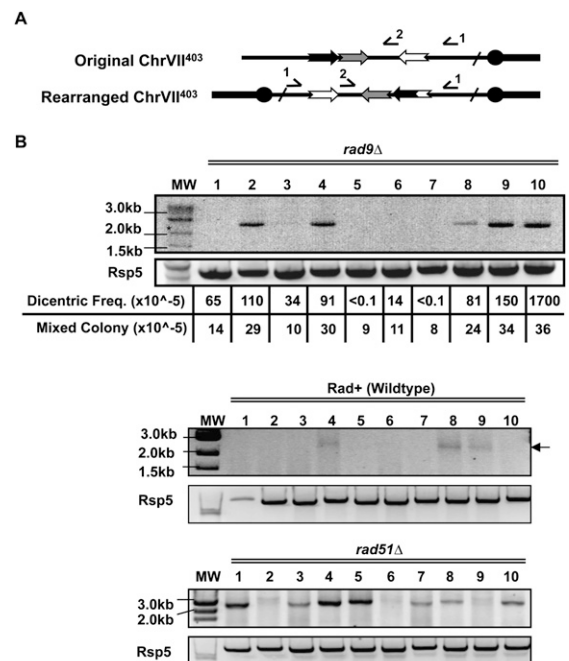 A
2 1
Original ChrVII403
1 2 1
Rearranged ChrVII403
B
rad9Δ
MW 1 2 3 4 5 6 7 8 9 10
3.0kb
2.0kb
1.5kb
Rsp5
Dicentric Freq. (x10^-5) 65 110 34 91 <0.1 14 <0.1 81 150 1700
Mixed Colony (x10^-5) 14 29 10 30 9 11 8 24 34 36
Rad+ (Wildtype)
MW 1 2 3 4 5 6 7 8 9 10
3.0kb
2.0kb
1.5kb
Rsp5
rad51Δ
MW 1 2 3 4 5 6 7 8 9 10
3.0kb
2.0kb
Rsp5